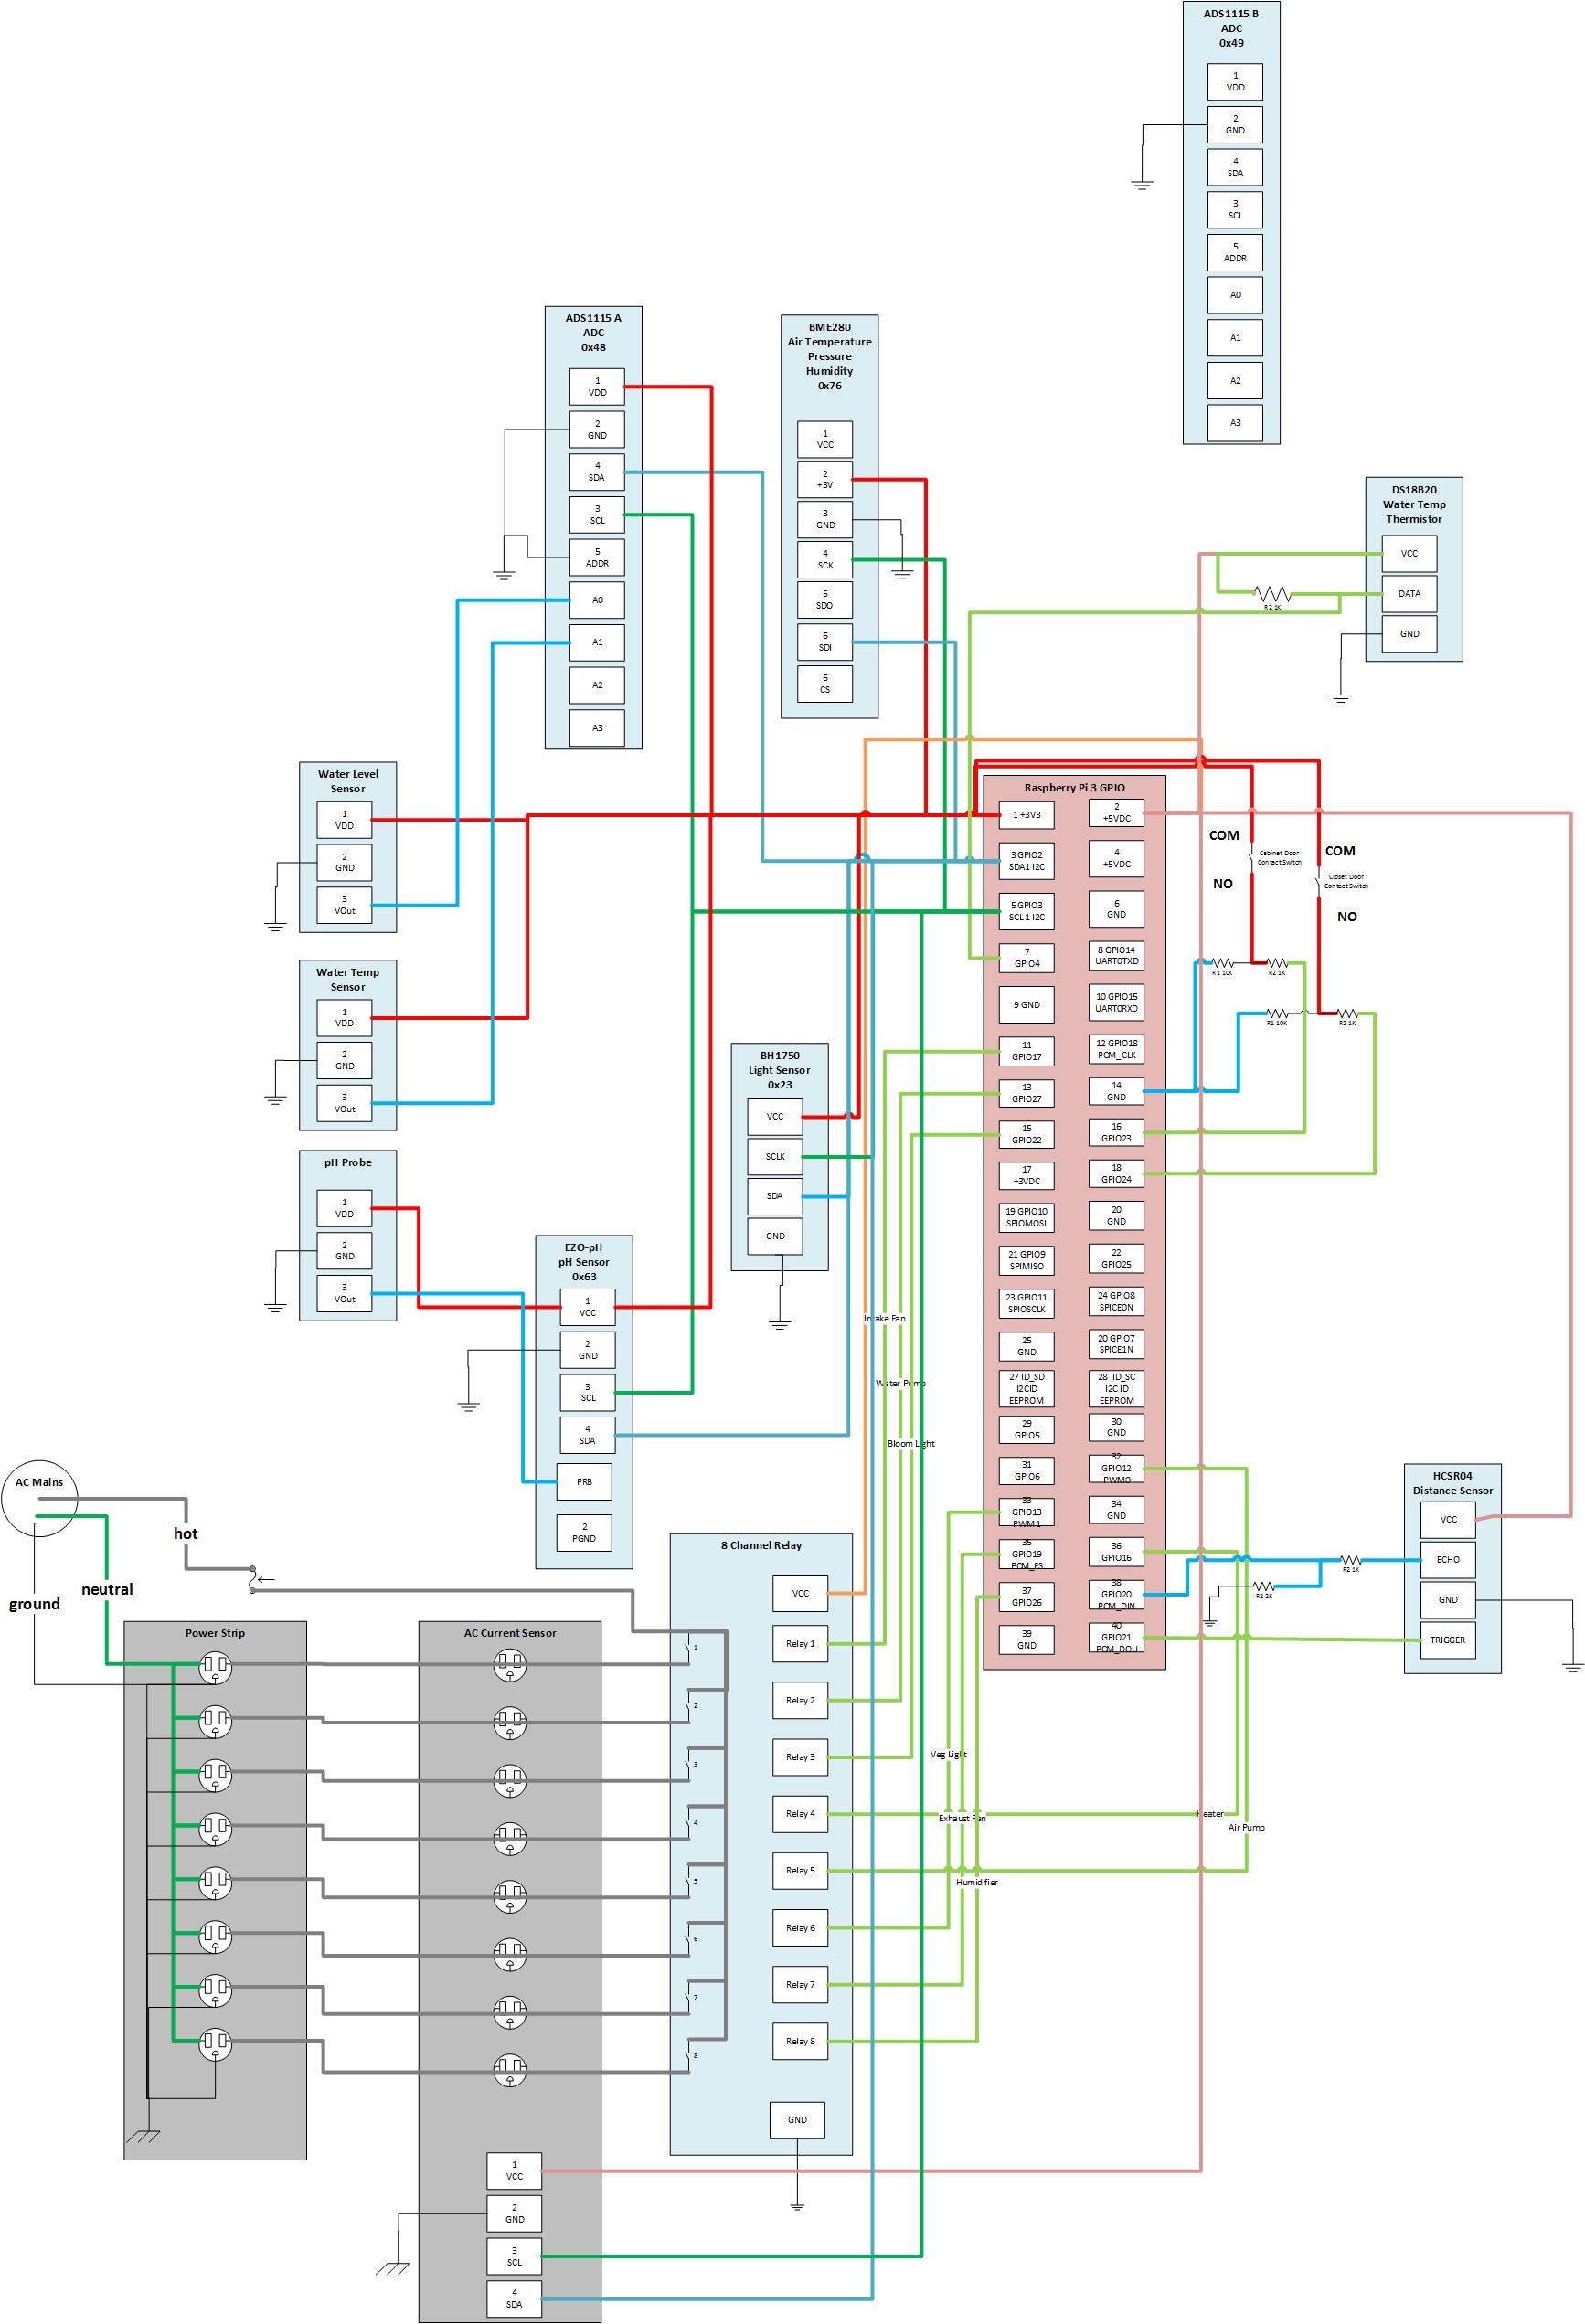 ADS1115 B
ADC
0x49
1
VDD
2
GND
4
SDA
3
SCL
5
ADDR
A0
A1
A2
A3
ADS1115 A
ADC
0x48
1
VDD
2
GND
4
SDA
3
SCL
5
ADDR
A0
A1
A2
A3
BME280
Air Temperature
Pressure
Humidity
0x76
1
VCC
2
+3V
3
GND
4
SCK
5
SDO
6
SDI
6
CS
DS18B20
Water Temp
Thermistor
VCC
DATA
GND
R2 1K
Water Level
Sensor
1
VDD
2
GND
3
VOut
Water Temp
Sensor
1
VDD
2
GND
3
VOut
pH Probe
1
VDD
2
GND
3
VOut
EZO-pH
pH Sensor
0x63
1
VCC
2
GND
3
SCL
4
SDA
PRB
2
PGND
BH1750
Light Sensor
0x23
VCC
SCLK
SDA
GND
Raspberry Pi 3 GPIO
1 +3V3
2
+5VDC
3 GPIO2
SDA1 I2C
4
+5VDC
5 GPIO3
SCL 1 I2C
6
GND
7
GPIO4
8 GPIO14
UART0TXD
9 GND
10 GPIO15
UART0RXD
11
GPIO17
12 GPIO18
PCM_CLK
13
GPIO27
14
GND
15
GPIO22
16
GPIO23
17
+3VDC
18
GPIO24
19 GPIO10
SPIOMOSI
20
GND
21 GPIO9
SPIMISO
22
GPIO25
23 GPIO11
SPIOSCLK
24 GPIO8
SPICE0N
25
GND
20 GPIO7
SPICE1N
27 ID_SD
I2CID
EEPROM
28 ID_SC
I2C ID
EEPROM
29
GPIO5
30
GND
31
GPIO6
32
GPIO12
PWM0
33
GPIO13
PWM 1
34
GND
35
GPIO19
PCM_FS
36
GPIO16
37
GPIO26
38
GPIO20
PCM_DIN
39
GND
40
GPIO21
PCM_DOU
COM
Cabinet Door
Contact Switch
NO
COM
Closet Door
Contact Switch
NO
R1 10K
R2 1K
R1 10K
R2 1K
HCSR04
Distance Sensor
VCC
ECHO
GND
TRIGGER
R2 1K
R2 2K
Intake Fan
Water Pump
Bloom Light
Veg Light
Exhaust Fan
Humidifier
Heater
Air Pump
AC Mains
hot
neutral
ground
Power Strip
AC Current Sensor
1
VCC
2
GND
3
SCL
4
SDA
8 Channel Relay
VCC
Relay 1
Relay 2
Relay 3
Relay 4
Relay 5
Relay 6
Relay 7
Relay 8
GND
1
2
3
4
5
6
7
8